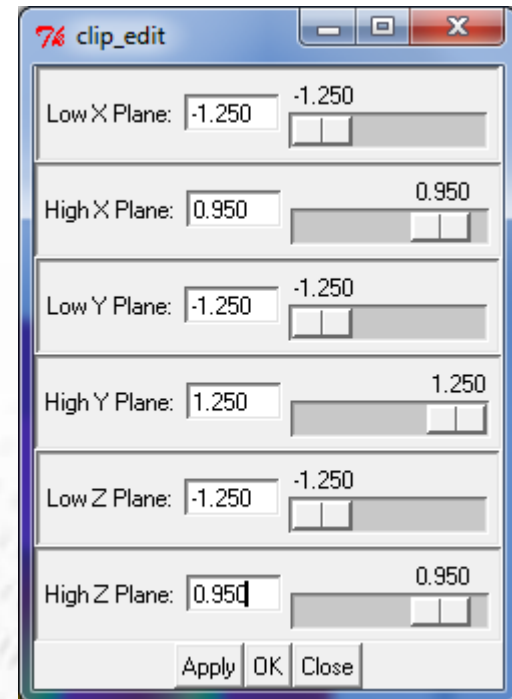 clip_edit
-1.250
Low X Plane: -1.250
0.950
High X Plane: 0.950
-1.250
Low Y Plane: -1.250
1.250
High Y Plane: 1.250
-1.250
Low Z Plane: -1.250
0.950
High Z Plane: 0.950
Apply OK Close